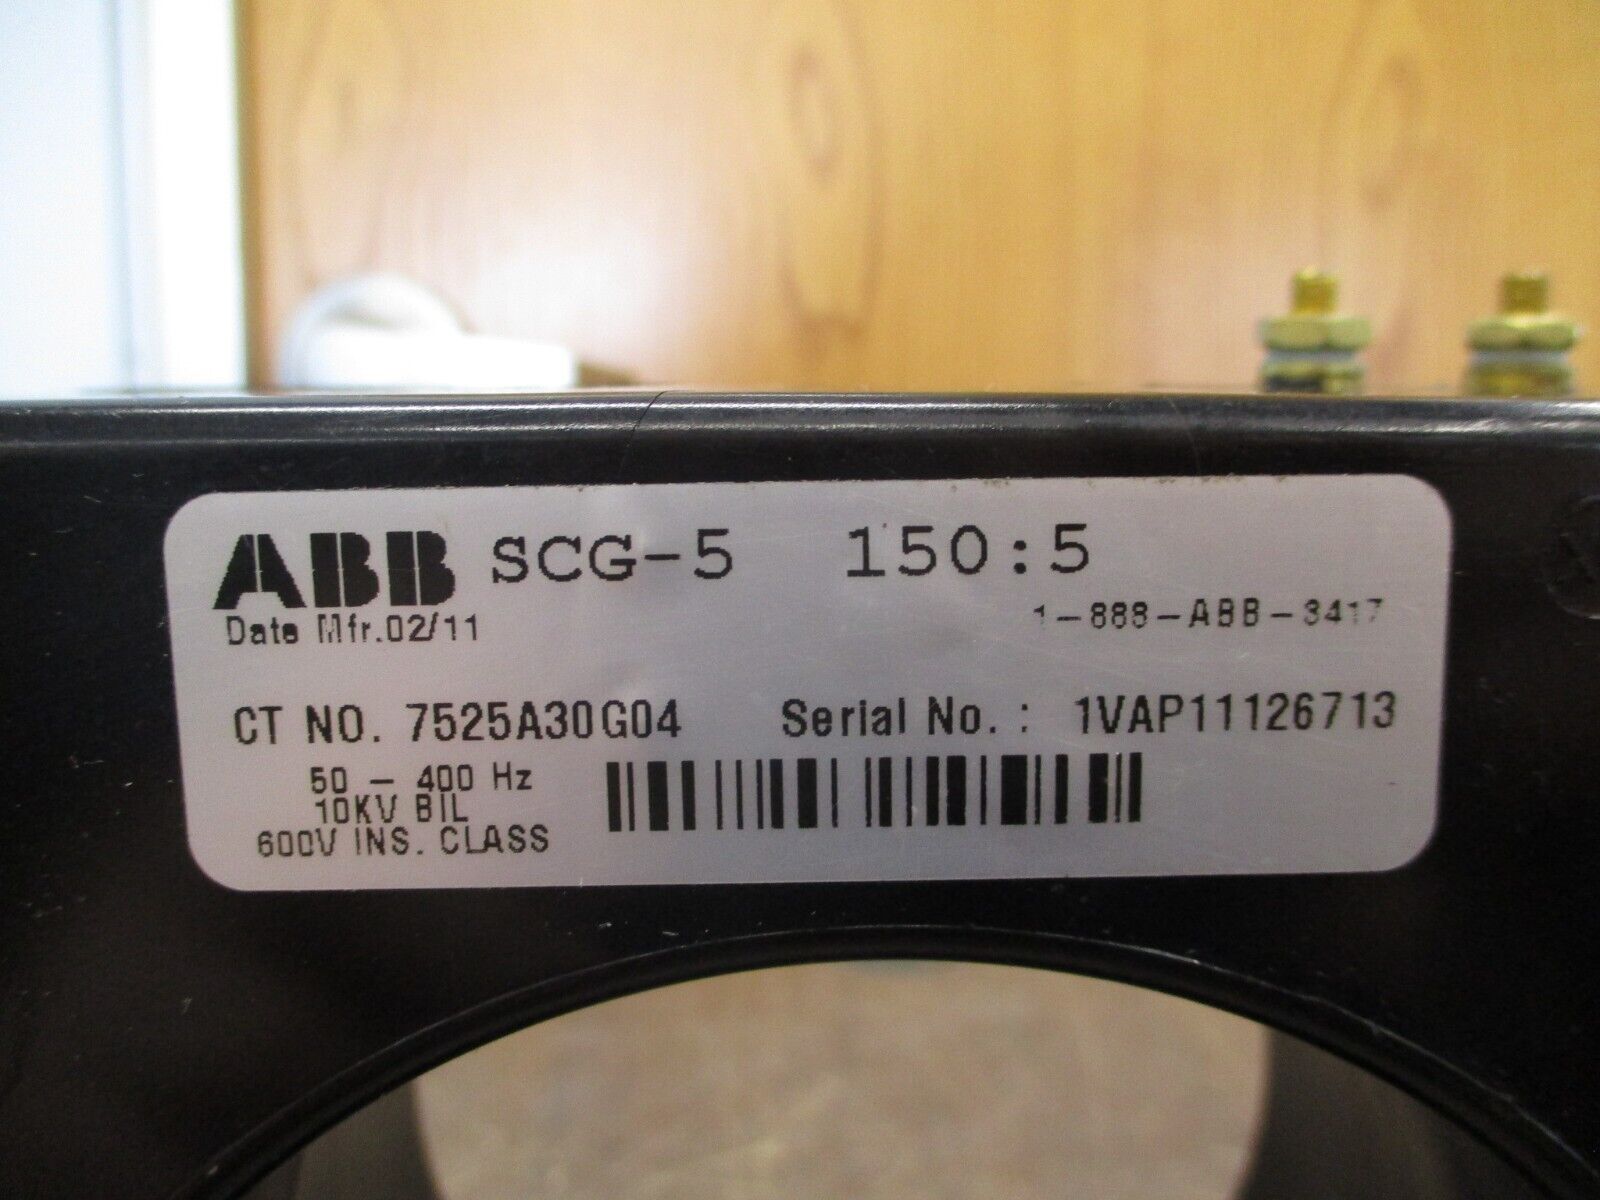 ABB SCG-5 150:5
Date Mfr.02/11
1-888-ABB-3417
CT NO. 7525A30G04 Serial No.: 1VAP11126713
50 - 400 Hz
10KV BIL
600V INS. CLASS